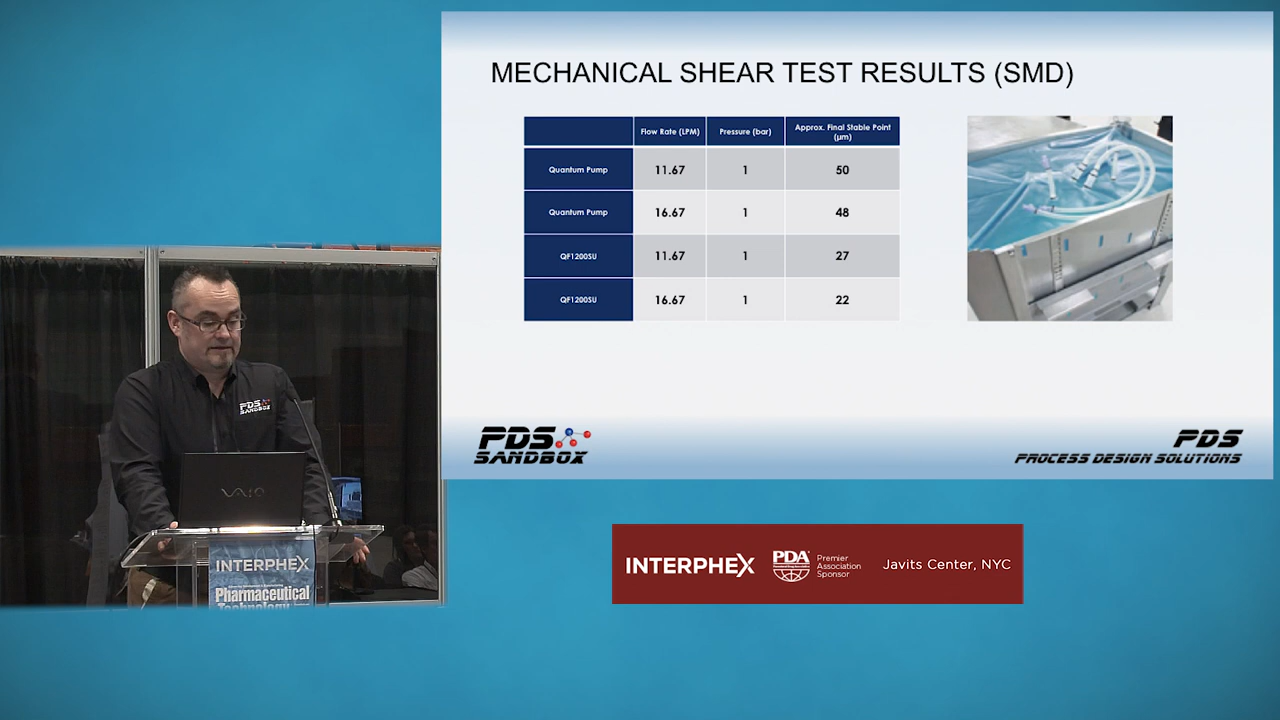 MECHANICAL SHEAR TEST RESULTS (SMD)
Flow Rate (LPM) Pressure (bar) Approx. Final Stable Point
(µm)
Quantum Pump 11.67 1 50
Quantum Pump 16.67 1 48
QF1200SU 11.67 1 27
QF1200SU 16.67 1 22
PDS
SANDBOX
PDS
PROCESS DESIGN SOLUTIONS
PDS
SANDBOX
VAIO
INTERPHEX
Pharmaceutical
Technology
INTERPHEX
PDA
Premier
Association
Sponsor
Javits Center, NYC